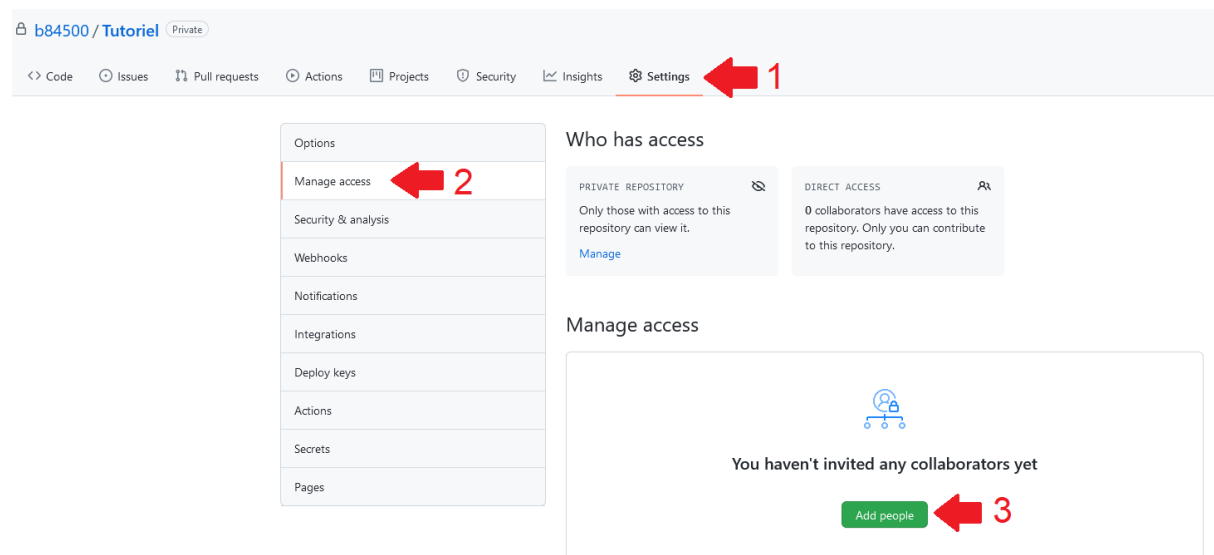 b84500 / Tutoriel Private
<> Code Issues Pull requests Actions Projects Security Insights Settings 1
Options
Manage access 2
Security & analysis
Webhooks
Notifications
Integrations
Deploy keys
Actions
Secrets
Pages
Who has access
PRIVATE REPOSITORY
Only those with access to this
repository can view it.
Manage
DIRECT ACCESS
0 collaborators have access to this
repository. Only you can contribute
to this repository.
Manage access
You haven't invited any collaborators yet
Add people 3